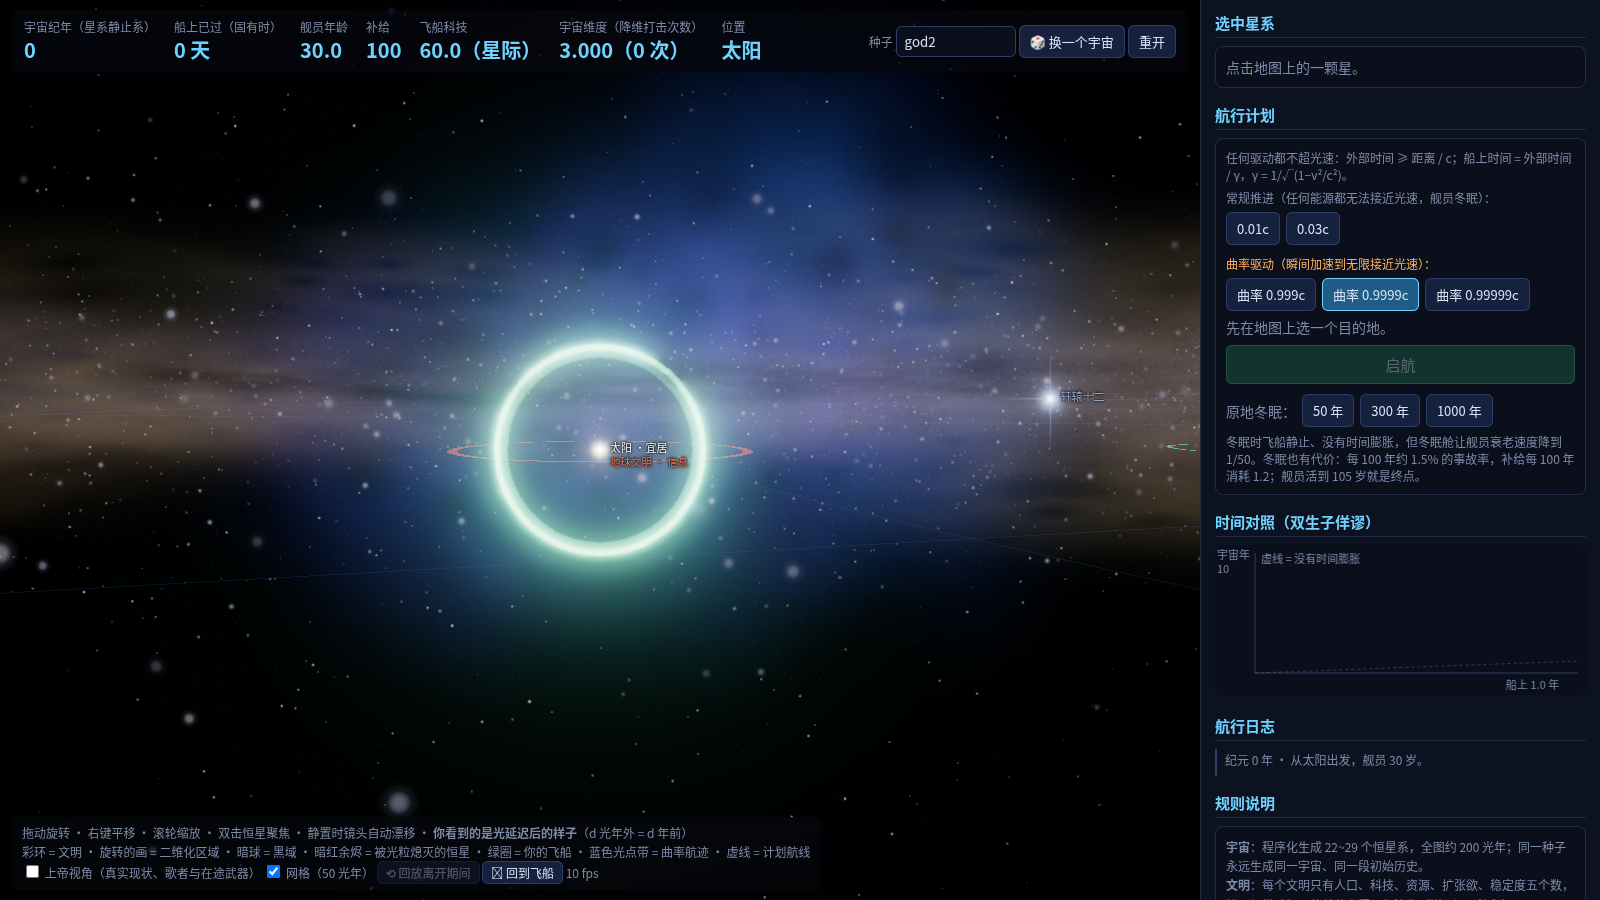 宇宙纪年（星系静止系）
0
船上已过（固有时）
0 天
舰员年龄
30.0
补给
100
飞船科技
60.0（星际）
宇宙维度（降维打击次数）
3.000（0 次）
位置
太阳
种子
god2
🎲 换一个宇宙
重开
轩辕十二
太阳 · 宜居
地球文明 · 信息
拖动旋转 · 右键平移 · 滚轮缩放 · 双击恒星聚焦 · 静置时镜头自动漂移 · 你看到的是光延迟后的样子（d 光年外 = d 年前）
彩环 = 文明 · 旋转的画 = 二维化区域 · 暗球 = 黑域 · 暗红余烬 = 被光粒熄灭的恒星 · 绿圈 = 你的飞船 · 蓝色光点带 = 曲率航迹 · 虚线 = 计划航线
上帝视角（真实现状、歌者与在途武器）
网格（50 光年）
⟲ 回放离开期间
回到飞船
10 fps
选中星系
点击地图上的一颗星。
航行计划
任何驱动都不超光速：外部时间 ≥ 距离 / c；船上时间 = 外部时间
/ γ，γ = 1/√(1−v²/c²)。
常规推进（任何能源都无法接近光速，舰员冬眠）：
0.01c
0.03c
曲率驱动（瞬间加速到无限接近光速）：
曲率 0.999c
曲率 0.9999c
曲率 0.99999c
先在地图上选一个目的地。
启航
原地冬眠：
50 年
300 年
1000 年
冬眠时飞船静止、没有时间膨胀，但冬眠舱让舰员衰老速度降到
1/50。冬眠也有代价：每 100 年约 1.5% 的事故率，补给每 100 年
消耗 1.2；舰员活到 105 岁就是终点。
时间对照（双生子佯谬）
宇宙年
10
虚线 = 没有时间膨胀
船上 1.0 年
航行日志
纪元 0 年 · 从太阳出发，舰员 30 岁。
规则说明
宇宙：程序化生成 22~29 个恒星系，全图约 200 光年；同一种子
永远生成同一宇宙、同一段初始历史。
文明：每个文明只有人口、科技、资源、扩张欲、稳定度五个数，